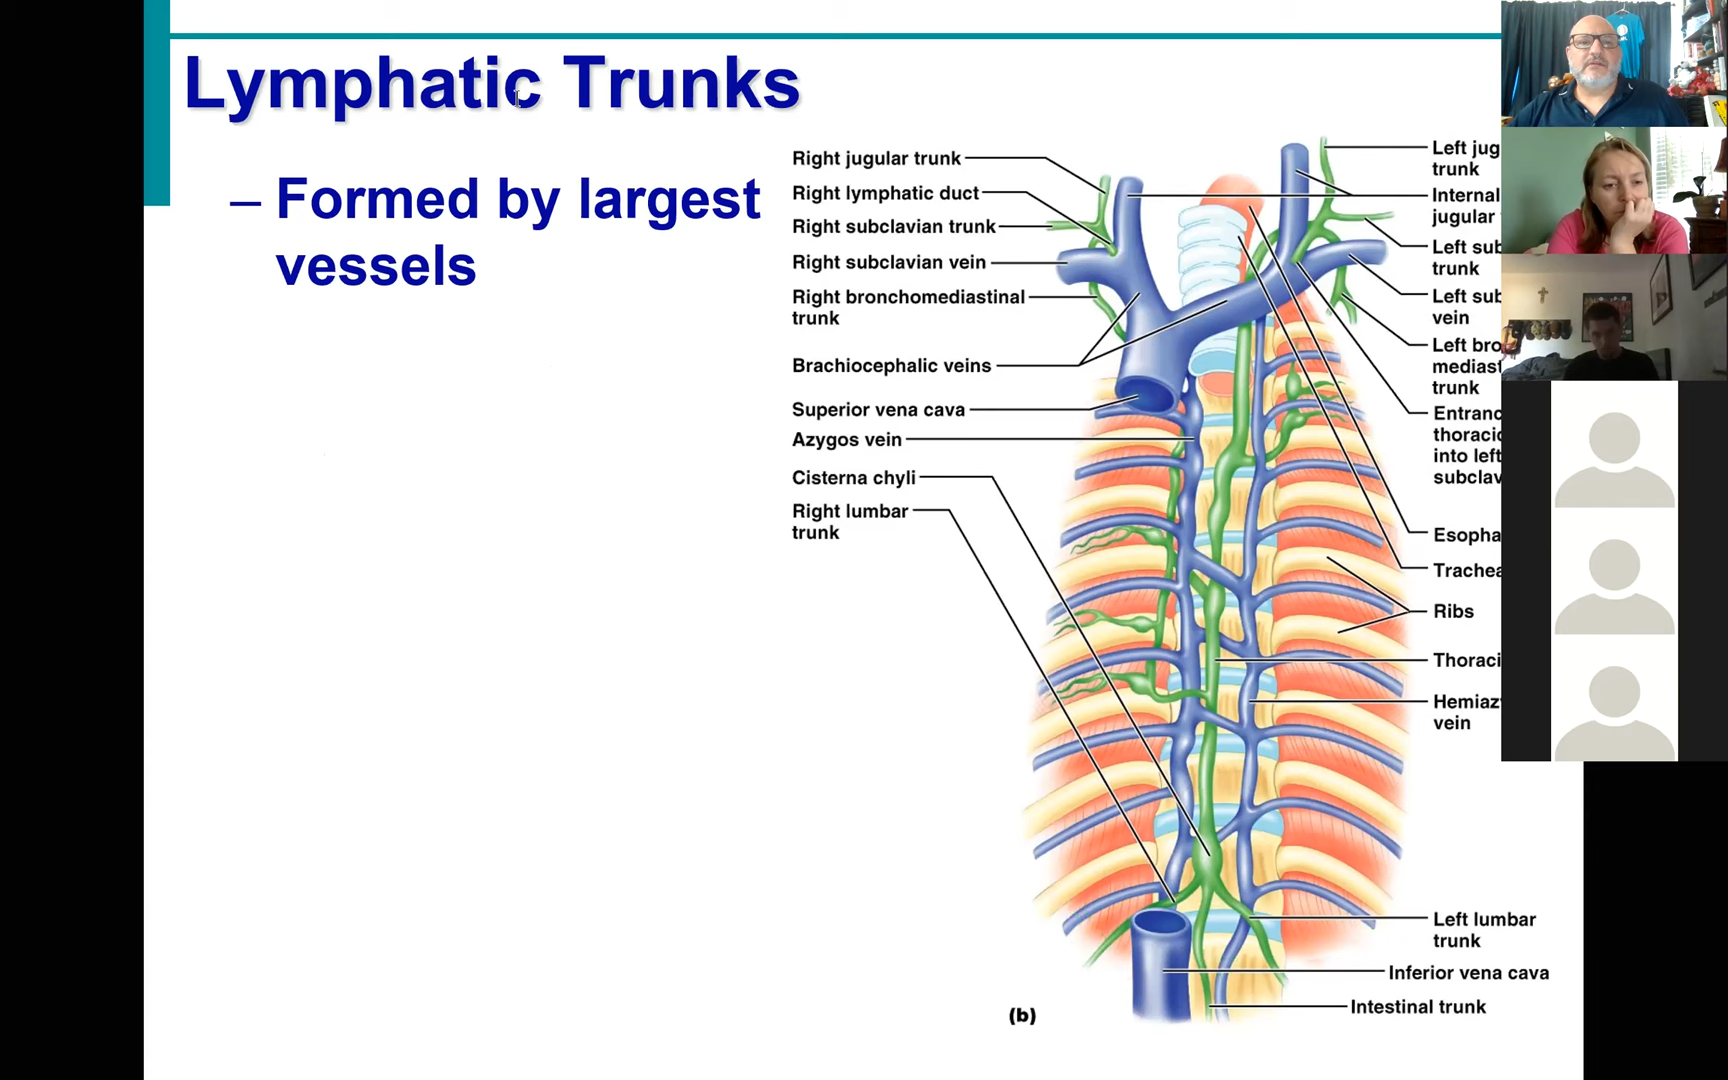 Lymphatic Trunks
– Formed by largest
vessels
Right jugular trunk
Right lymphatic duct
Right subclavian trunk
Right subclavian vein
Right bronchomediastinal
trunk
Brachiocephalic veins
Superior vena cava
Azygos vein
Cisterna chyli
Right lumbar
trunk
Left jug
trunk
Internal
jugular
Left sub
trunk
Left sub
vein
Left bro
mediast
trunk
Entranc
thoracic
into left
subclav
Esopha
Trachea
Ribs
Thoraci
Hemiaz
vein
Left lumbar
trunk
Inferior vena cava
Intestinal trunk
(b)